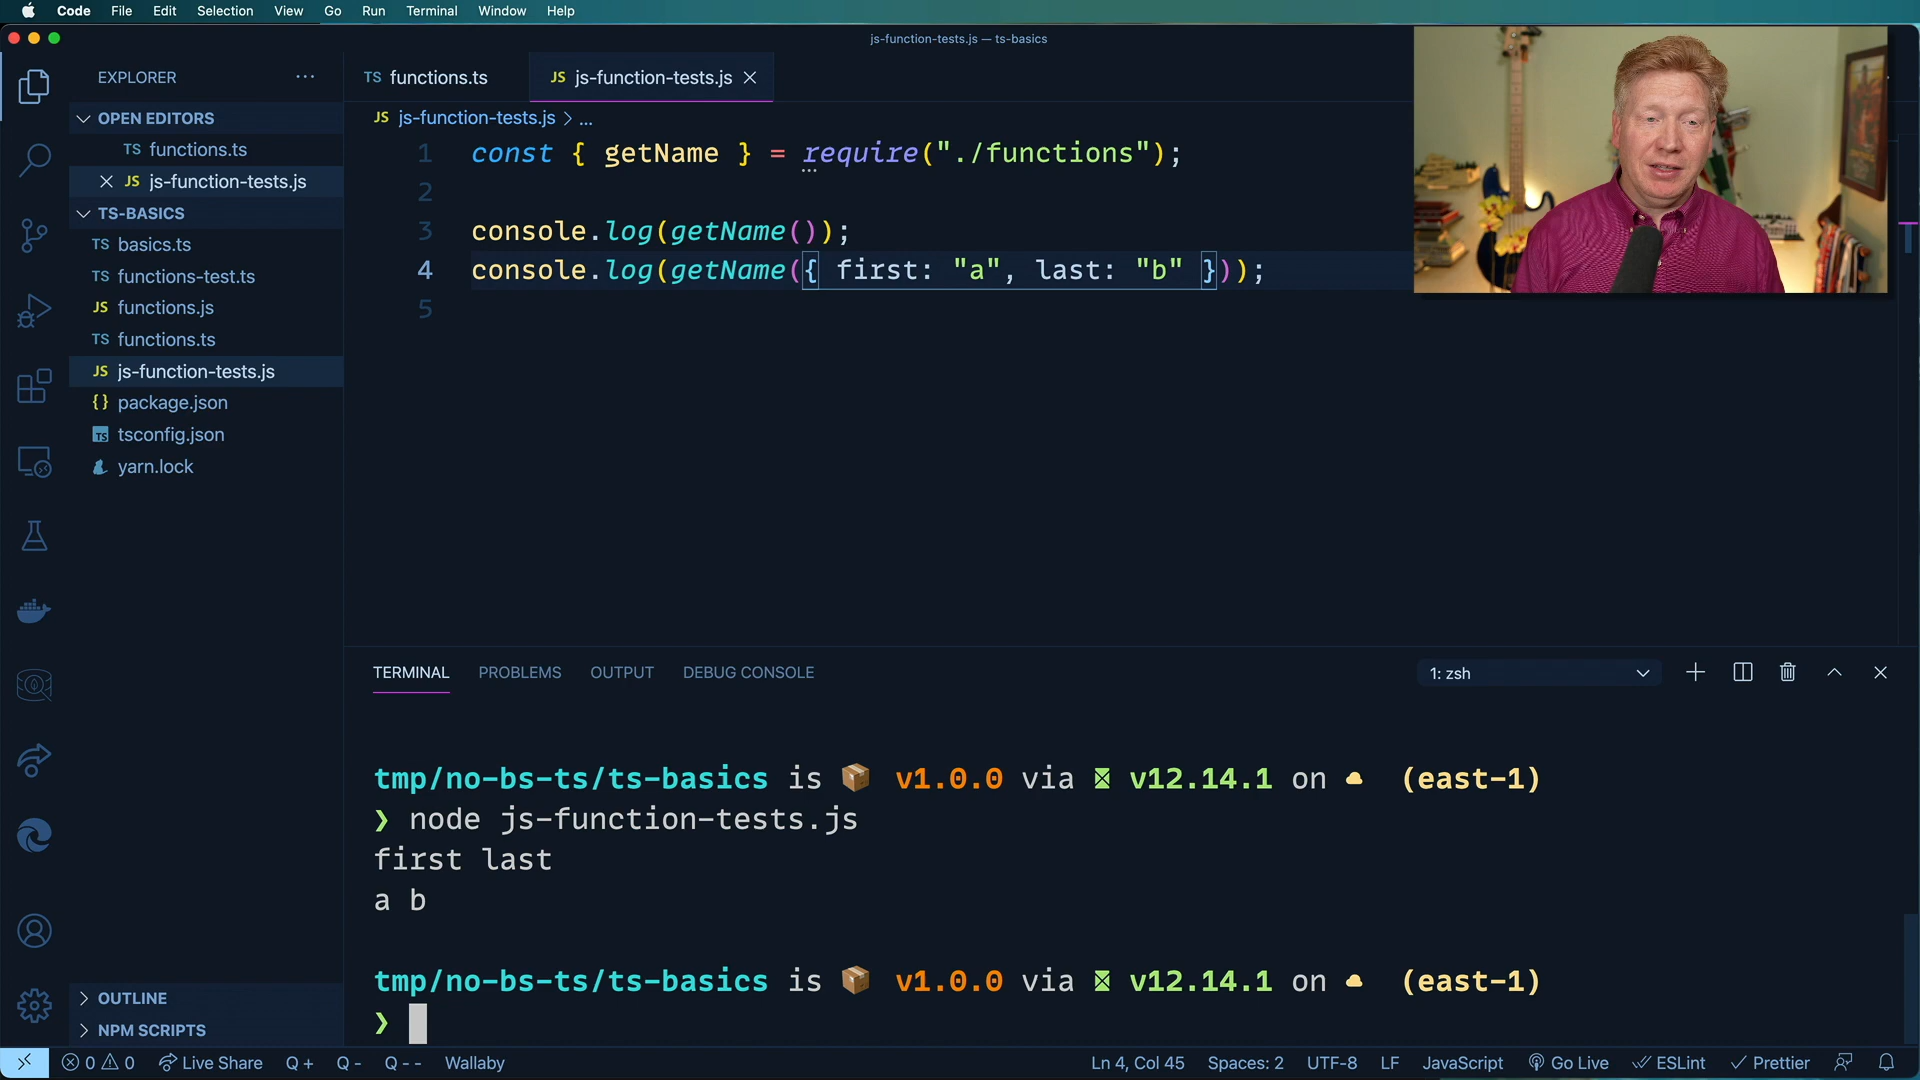 Code File Edit Selection View Go Run Terminal Window Help
js-function-tests.js — ts-basics
EXPLORER ...
OPEN EDITORS
TS functions.ts
JS js-function-tests.js
TS-BASICS
TS basics.ts
TS functions-test.ts
JS functions.js
TS functions.ts
JS js-function-tests.js
{} package.json
TS tsconfig.json
yarn.lock
OUTLINE
NPM SCRIPTS
TS functions.ts JS js-function-tests.js
JS js-function-tests.js > ...
1 const { getName } = require("./functions");
2
3 console.log(getName());
4 console.log(getName({ first: "a", last: "b" }));
5
TERMINAL PROBLEMS OUTPUT DEBUG CONSOLE 1: zsh
tmp/no-bs-ts/ts-basics is 📦 v1.0.0 via v12.14.1 on ☁ (east-1)
❯ node js-function-tests.js
first last
a b
tmp/no-bs-ts/ts-basics is 📦 v1.0.0 via v12.14.1 on ☁ (east-1)
❯
0 0 Live Share Q + Q - Q - - Wallaby Ln 4, Col 45 Spaces: 2 UTF-8 LF JavaScript Go Live ESLint Prettier